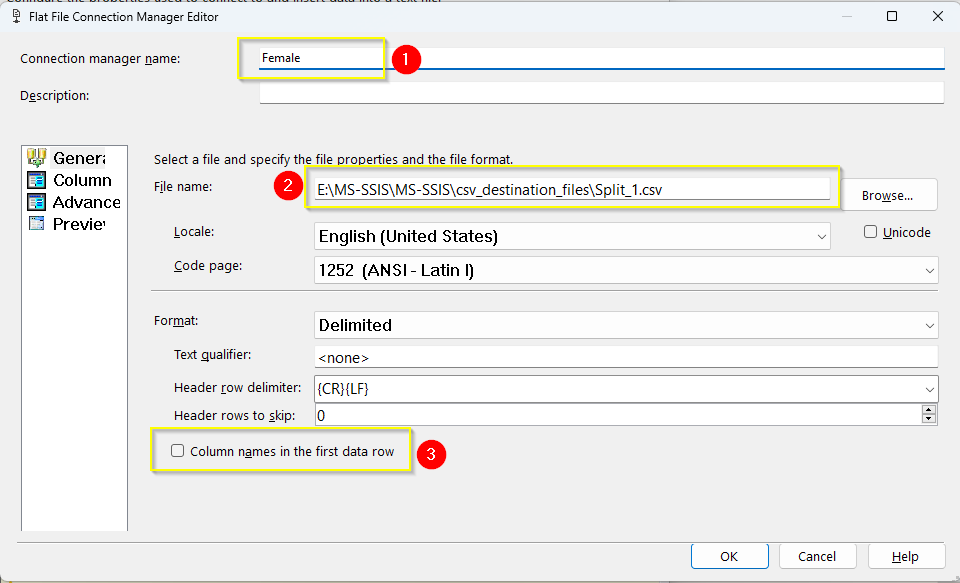 Flat File Connection Manager Editor
Connection manager name: Female 1
Description:
Genera
Column
Advance
Preview
Select a file and specify the file properties and the file format.
File name: 2 E:\MS-SSIS\MS-SSIS\csv_destination_files\Split_1.csv Browse...
Locale: English (United States) Unicode
Code page: 1252 (ANSI - Latin I)
Format: Delimited
Text qualifier: <none>
Header row delimiter: {CR}{LF}
Header rows to skip: 0
Column names in the first data row 3
OK Cancel Help